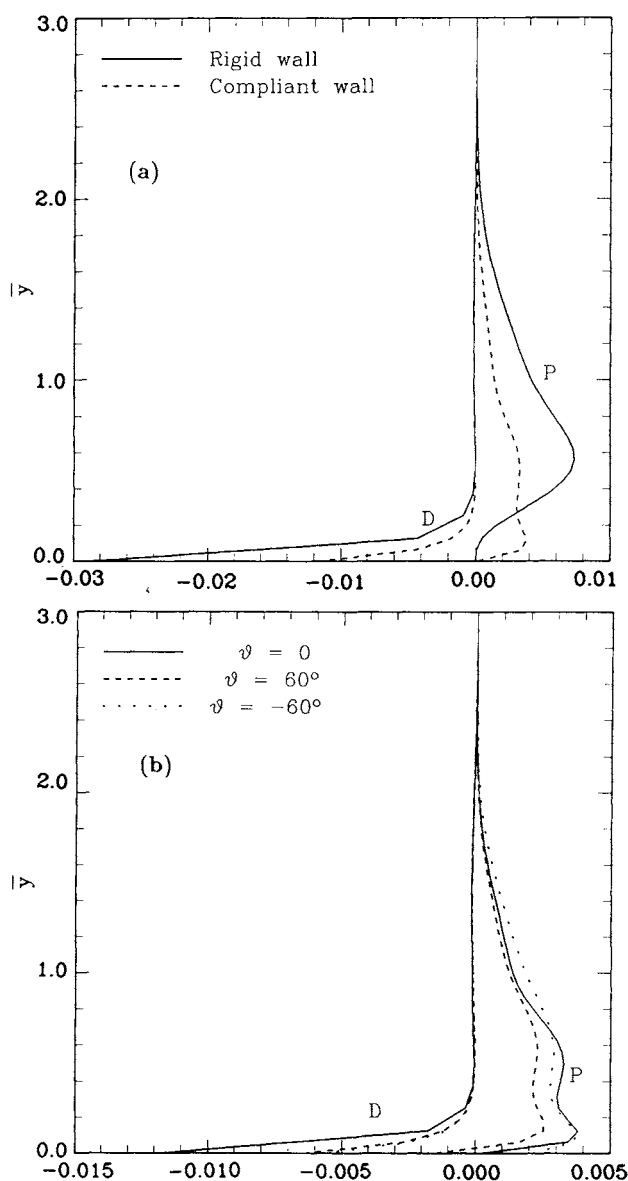 3.0
Rigid wall
Compliant wall
(a)
2.0
y
P
1.0
D
0.0
-0.03 -0.02 -0.01 0.00 0.01
3.0
ϑ = 0
ϑ = 60°
ϑ = -60°
(b)
2.0
y
1.0
P
D
0.0
-0.015 -0.010 -0.005 0.000 0.005